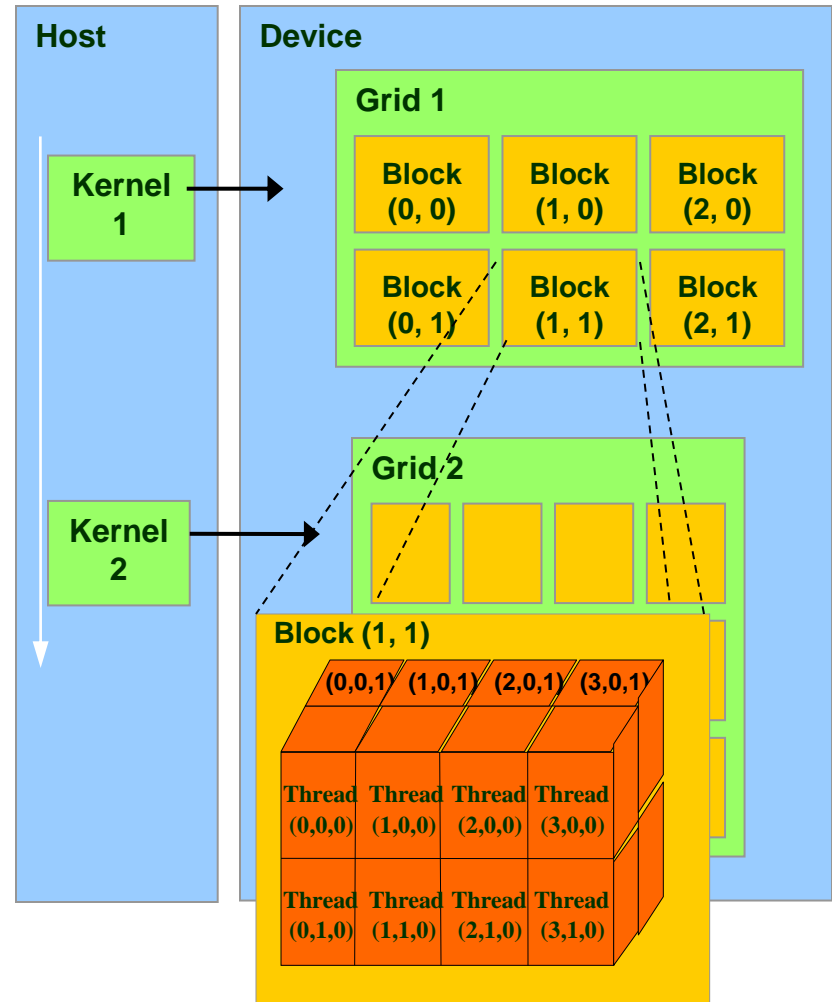 Host
Device
Grid 1
Kernel
1
Block
(0, 0)
Block
(1, 0)
Block
(2, 0)
Block
(0, 1)
Block
(1, 1)
Block
(2, 1)
Grid 2
Kernel
2
Block (1, 1)
(0,0,1) (1,0,1) (2,0,1) (3,0,1)
Thread
(0,0,0)
Thread
(1,0,0)
Thread
(2,0,0)
Thread
(3,0,0)
Thread
(0,1,0)
Thread
(1,1,0)
Thread
(2,1,0)
Thread
(3,1,0)